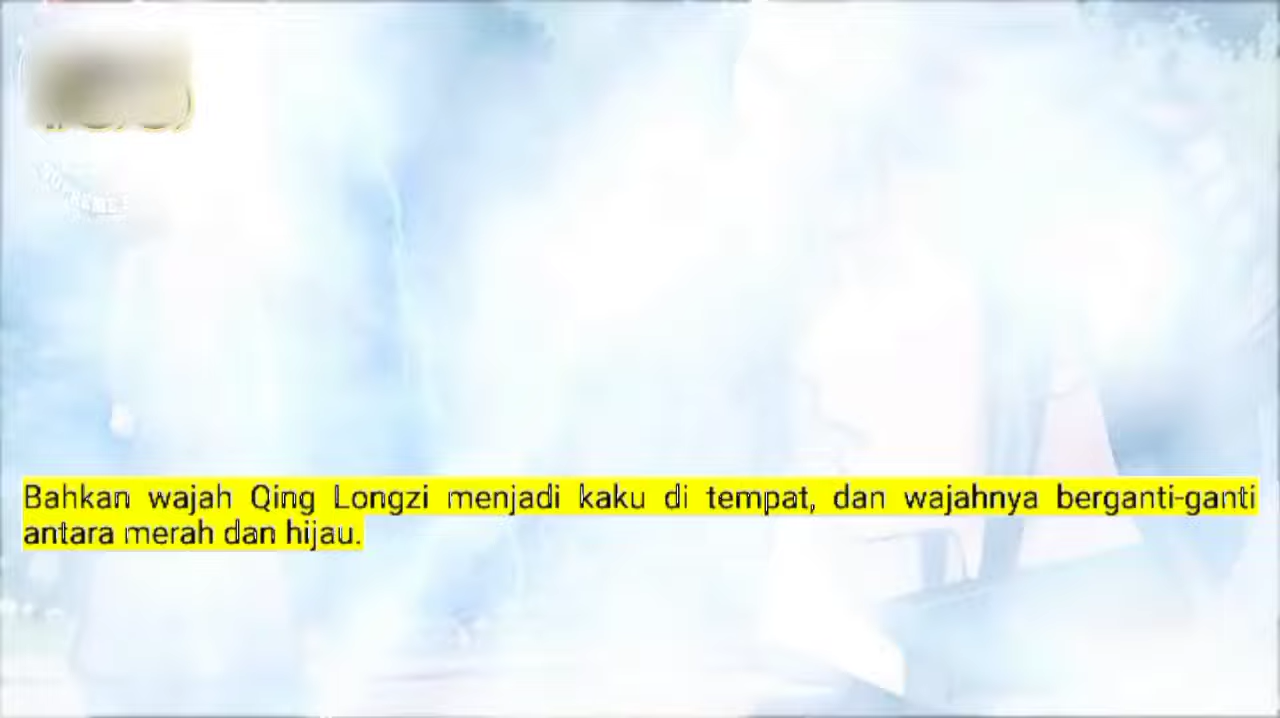 Bahkan wajah Qing Longzi menjadi kaku di tempat, dan wajahnya berganti-ganti
antara merah dan hijau.